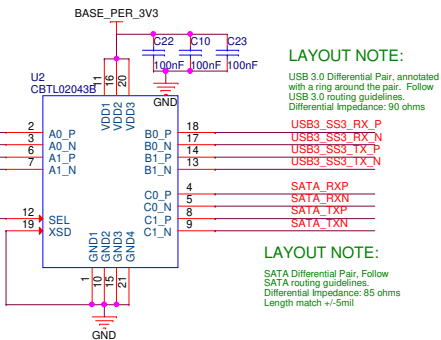 BASE_PER_3V3
C22 C10 C23
100nF 100nF 100nF
GND
LAYOUT NOTE:
USB 3.0 Differential Pair, annotated
with a ring around the pair. Follow
USB 3.0 routing guidelines.
Differential Impedance: 90 ohms
U2
CBTL02043B
11 16 20
VDD1 VDD2 VDD3
2 A0_P B0_P 18 USB3_SS3_RX_P
3 A0_N B0_N 17 USB3_SS3_RX_N
6 A1_P B1_P 14 USB3_SS3_TX_P
7 A1_N B1_N 13 USB3_SS3_TX_N
C0_P 4 SATA_RXP
C0_N 5 SATA_RXN
12 SEL C1_P 8 SATA_TXP
19 XSD C1_N 9 SATA_TXN
GND1 GND2 GND3 GND4
1 10 15 21
GND
LAYOUT NOTE:
SATA Differential Pair, Follow
SATA routing guidelines.
Differential Impedance: 85 ohms
Length match +/-5mil